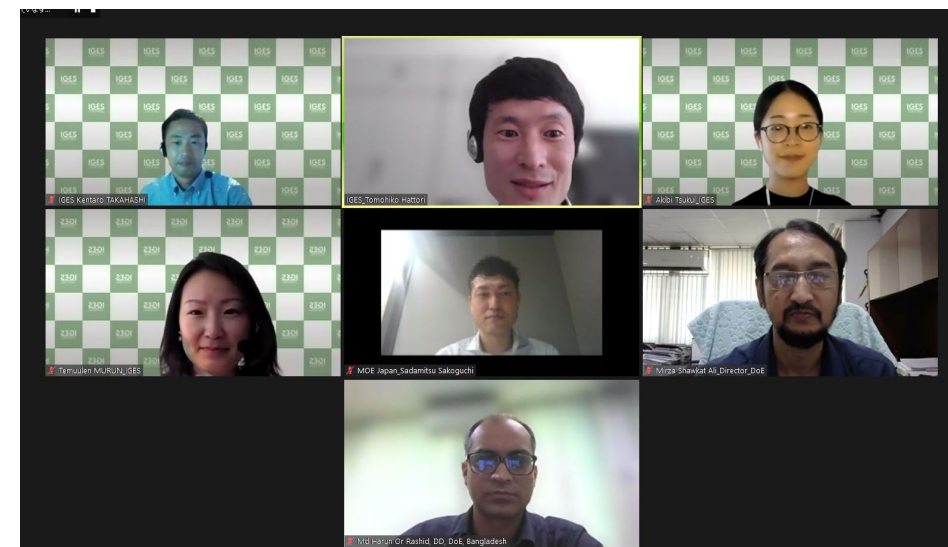 IGES Kentaro TAKAHASHI
IGES_Tomohiko Hattori
Akibi Tsukui_IGES
Temuulen MURUN_IGES
MOE Japan_Sadamitsu Sakoguchi
Mirza Shawkat Ali_Director_DoE
Md Harun Or Rashid, DD, DoE, Bangladesh
IGES